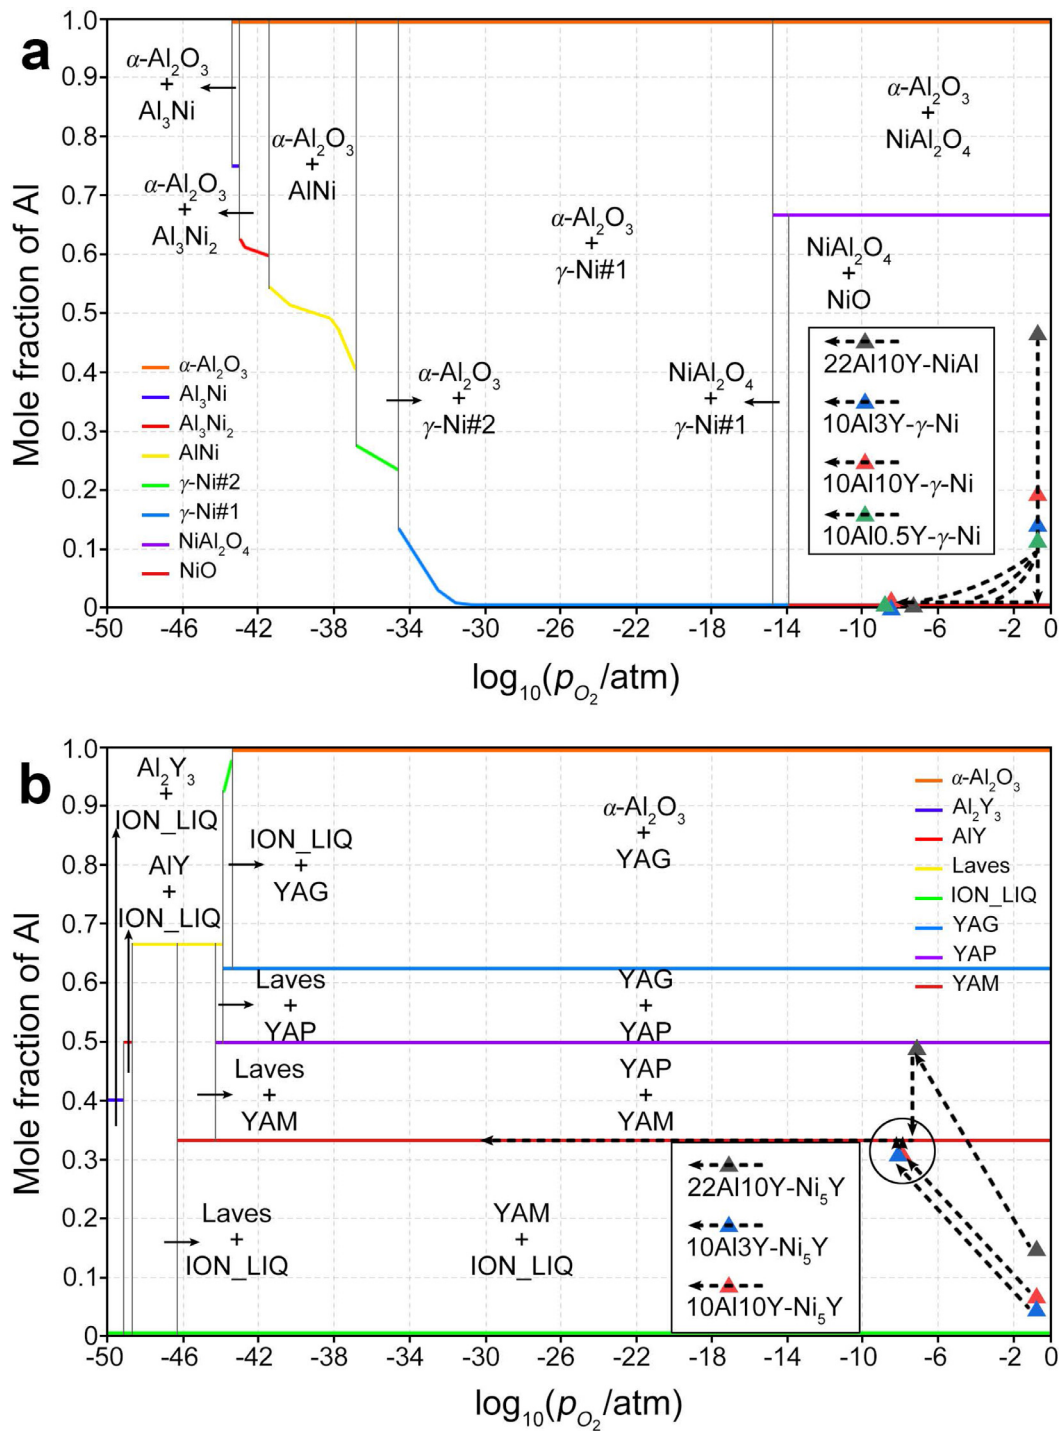 a
1.0
0.9
0.8
0.7
0.6
0.5
0.4
0.3
0.2
0.1
0
Mole fraction of Al
α-Al₂O₃
+
Al₃Ni
α-Al₂O₃
+
Al₃Ni₂
α-Al₂O₃
+
AlNi
α-Al₂O₃
+
γ-Ni#1
α-Al₂O₃
+
NiAl₂O₄
NiAl₂O₄
+
NiO
α-Al₂O₃
+
γ-Ni#2
NiAl₂O₄
+
γ-Ni#1
α-Al₂O₃
Al₃Ni
Al₃Ni₂
AlNi
γ-Ni#2
γ-Ni#1
NiAl₂O₄
NiO
22Al10Y-NiAl
10Al3Y-γ-Ni
10Al10Y-γ-Ni
10Al0.5Y-γ-Ni
-50 -46 -42 -38 -34 -30 -26 -22 -18 -14 -10 -6 -2 0
log₁₀(p_O₂/atm)
b
1.0
0.9
0.8
0.7
0.6
0.5
0.4
0.3
0.2
0.1
0
Mole fraction of Al
Al₂Y₃
+
ION_LIQ
AlY
+
ION_LIQ
ION_LIQ
+
YAG
α-Al₂O₃
+
YAG
Laves
+
YAP
YAG
+
YAP
Laves
+
YAM
YAP
+
YAM
Laves
+
ION_LIQ
YAM
+
ION_LIQ
α-Al₂O₃
Al₂Y₃
AlY
Laves
ION_LIQ
YAG
YAP
YAM
22Al10Y-Ni₅Y
10Al3Y-Ni₅Y
10Al10Y-Ni₅Y
-50 -46 -42 -38 -34 -30 -26 -22 -18 -14 -10 -6 -2 0
log₁₀(p_O₂/atm)